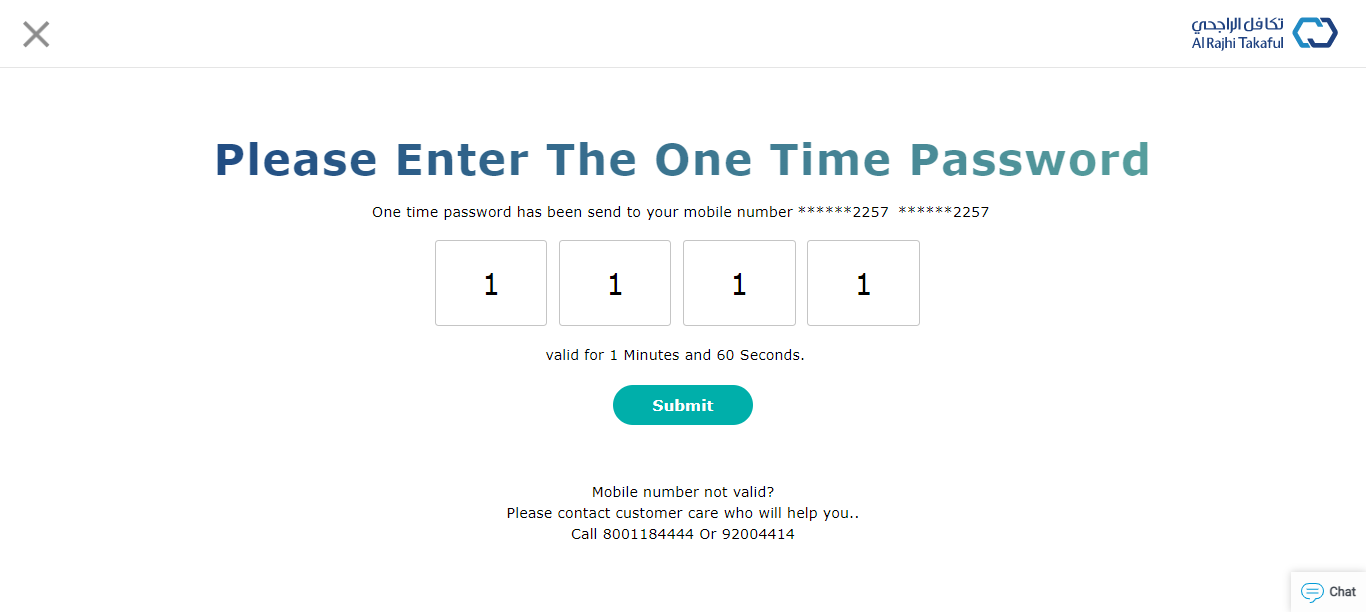 تكافل الراجحي
Al Rajhi Takaful
Please Enter The One Time Password
One time password has been send to your mobile number ******2257 ******2257
1 1 1 1
valid for 1 Minutes and 60 Seconds.
Submit
Mobile number not valid?
Please contact customer care who will help you..
Call 8001184444 Or 92004414
Chat